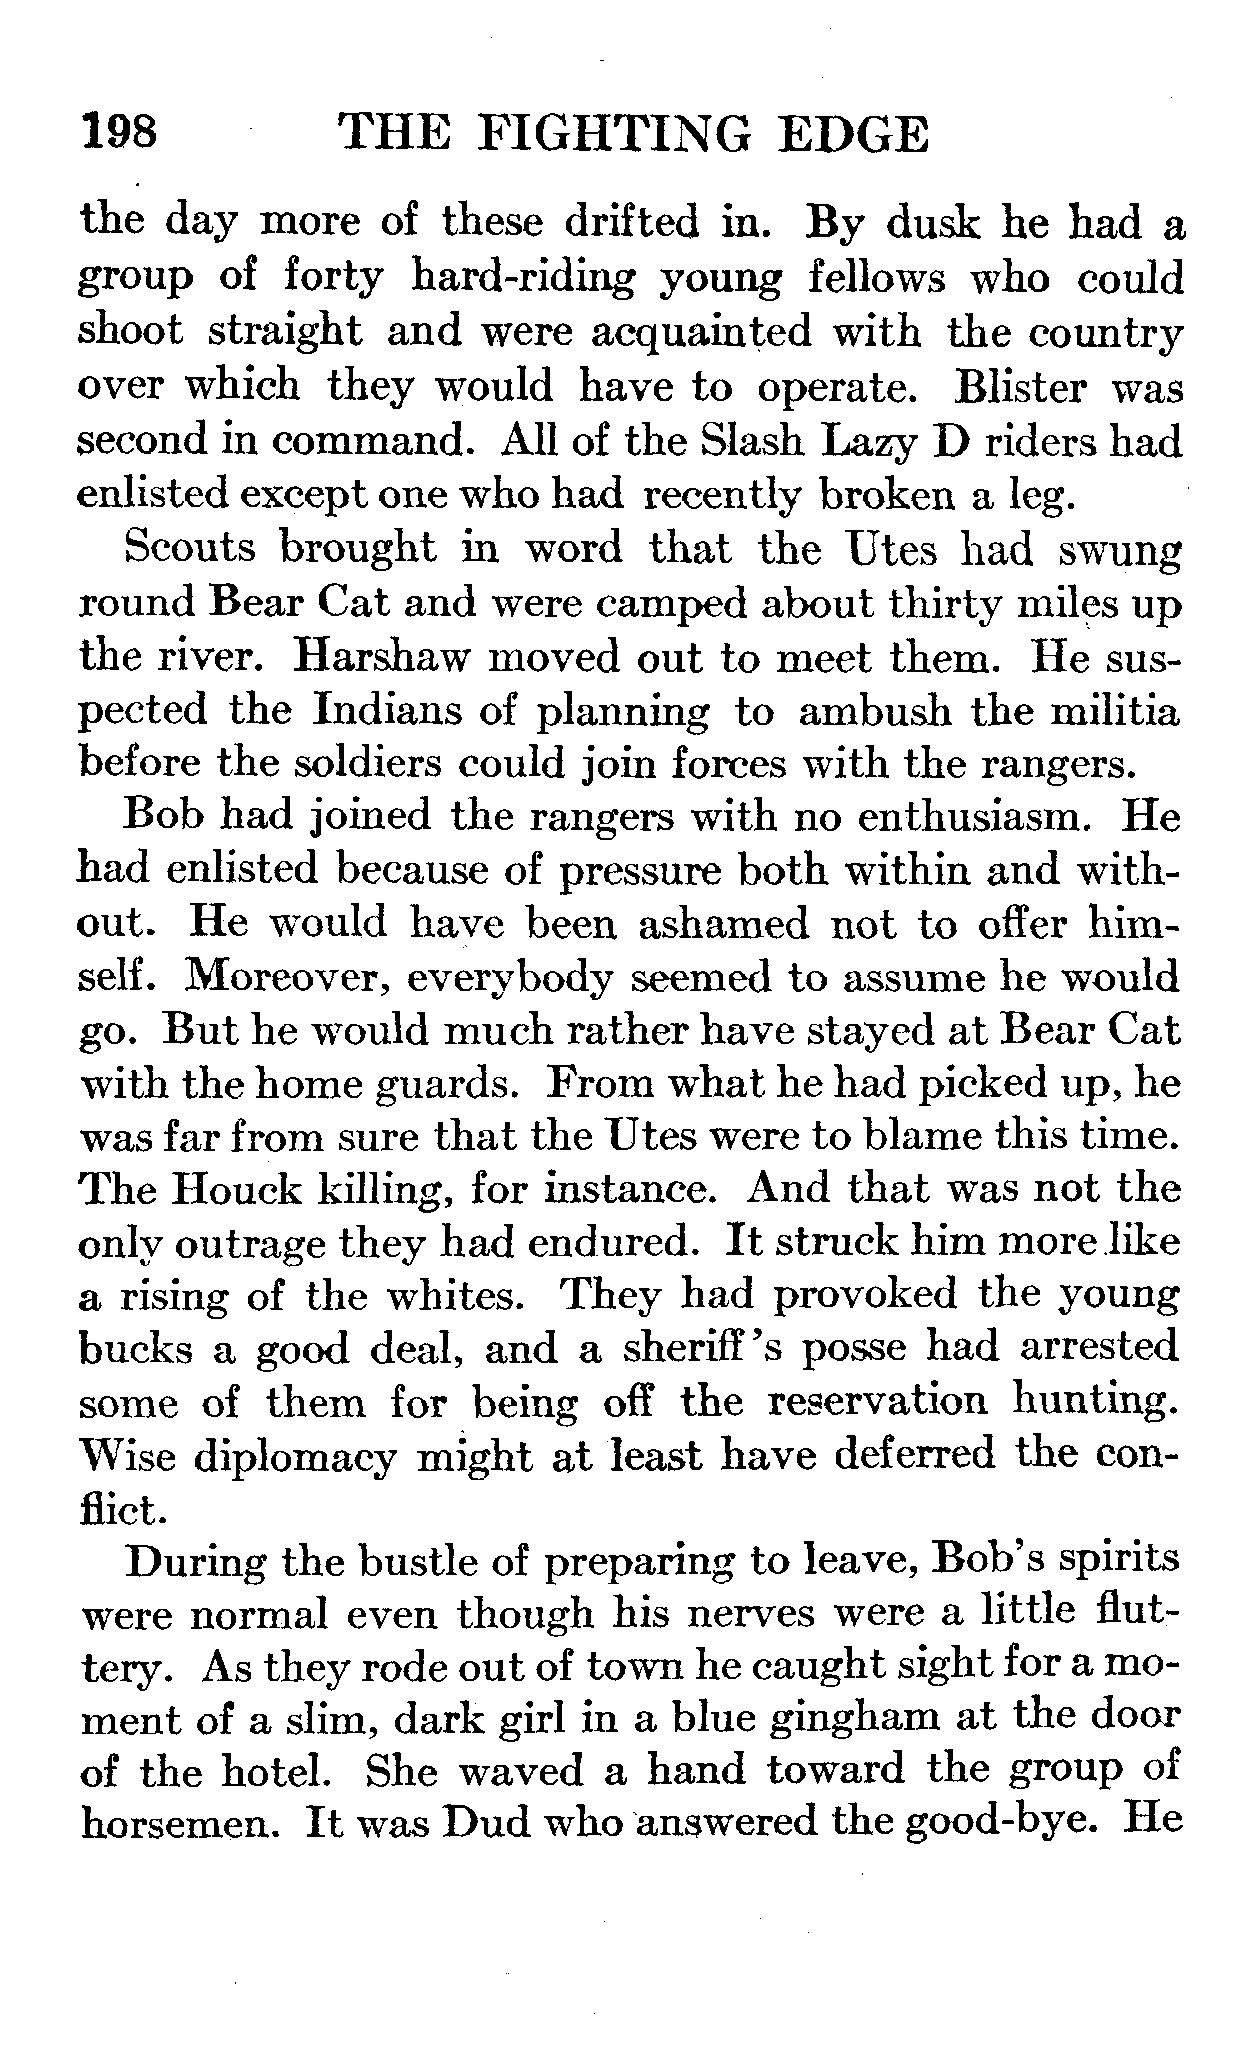 198 THE FIGHTING EDGE
the day more of these drifted in. By dusk he had a
group of forty hard-riding young fellows who could
shoot straight and were acquainted with the country
over which they would have to operate. Blister was
second in command. All of the Slash Lazy D riders had
enlisted except one who had recently broken a leg.
Scouts brought in word that the Utes had swung
round Bear Cat and were camped about thirty miles up
the river. Harshaw moved out to meet them. He sus-
pected the Indians of planning to ambush the militia
before the soldiers could join forces with the rangers.
Bob had joined the rangers with no enthusiasm. He
had enlisted because of pressure both within and with-
out. He would have been ashamed not to offer him-
self. Moreover, everybody seemed to assume he would
go. But he would much rather have stayed at Bear Cat
with the home guards. From what he had picked up, he
was far from sure that the Utes were to blame this time.
The Houck killing, for instance. And that was not the
only outrage they had endured. It struck him more like
a rising of the whites. They had provoked the young
bucks a good deal, and a sheriff's posse had arrested
some of them for being off the reservation hunting.
Wise diplomacy might at least have deferred the con-
flict.
During the bustle of preparing to leave, Bob's spirits
were normal even though his nerves were a little flut-
tery. As they rode out of town he caught sight for a mo-
ment of a slim, dark girl in a blue gingham at the door
of the hotel. She waved a hand toward the group of
horsemen. It was Dud who answered the good-bye. He